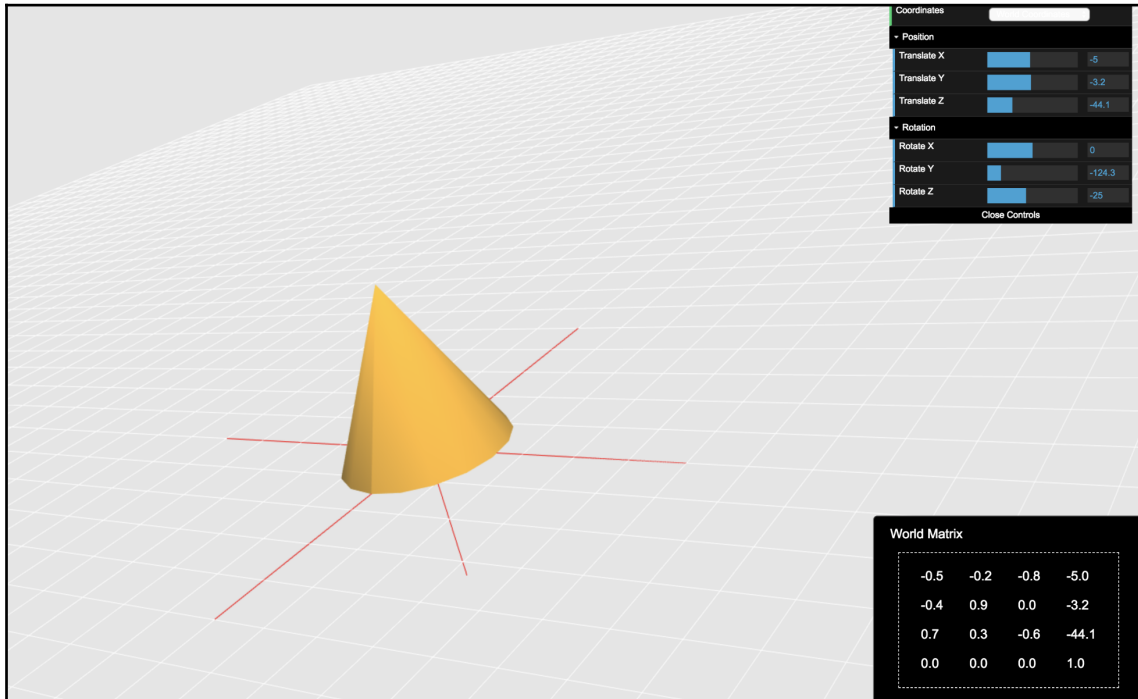 Coordinates
Position
Translate X -5
Translate Y -3.2
Translate Z -44.1
Rotation
Rotate X 0
Rotate Y -124.3
Rotate Z -25
Close Controls
World Matrix
-0.5 -0.2 -0.8 -5.0
-0.4 0.9 0.0 -3.2
0.7 0.3 -0.6 -44.1
0.0 0.0 0.0 1.0